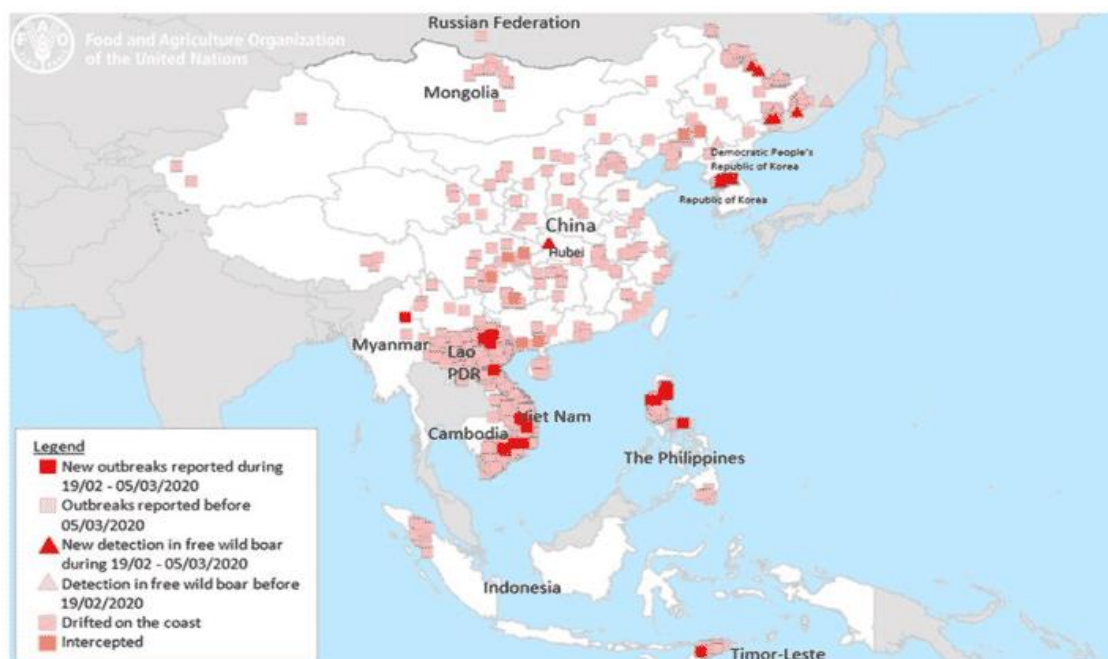 Food and Agriculture Organization
of the United Nations
Russian Federation
Mongolia
Democratic People's
Republic of Korea
Republic of Korea
China
Hubei
Myanmar
Lao
PDR
Viet Nam
Cambodia
The Philippines
Indonesia
Timor-Leste
Legend
New outbreaks reported during
19/02 - 05/03/2020
Outbreaks reported before
05/03/2020
New detection in free wild boar
during 19/02 - 05/03/2020
Detection in free wild boar before
19/02/2020
Drifted on the coast
Intercepted